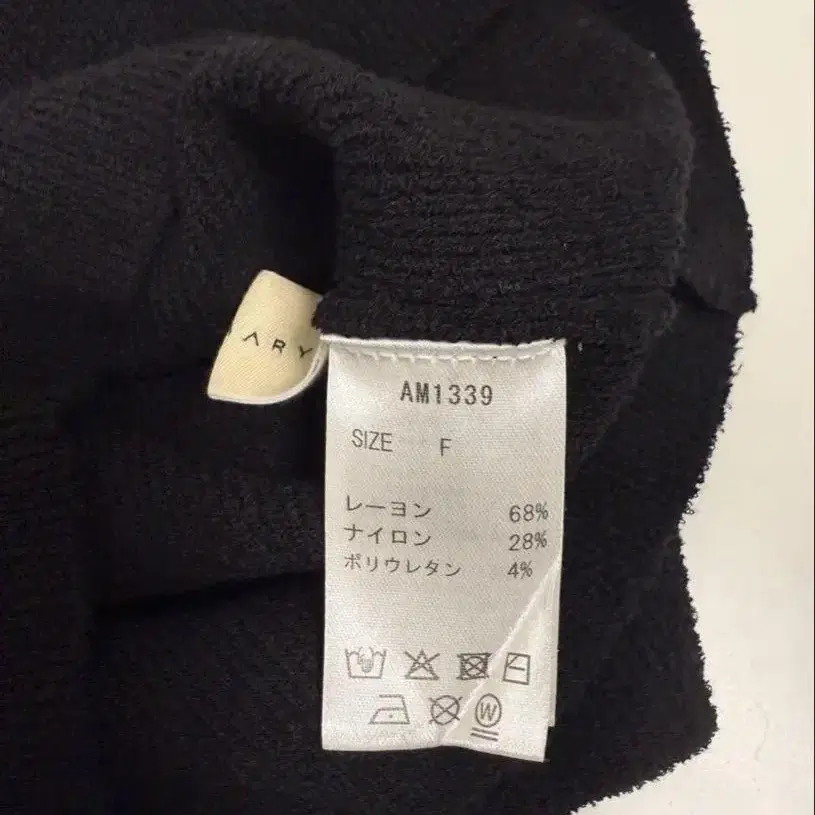 ARY
AM1339
SIZE F
レーヨン 68%
ナイロン 28%
ポリウレタン 4%
W